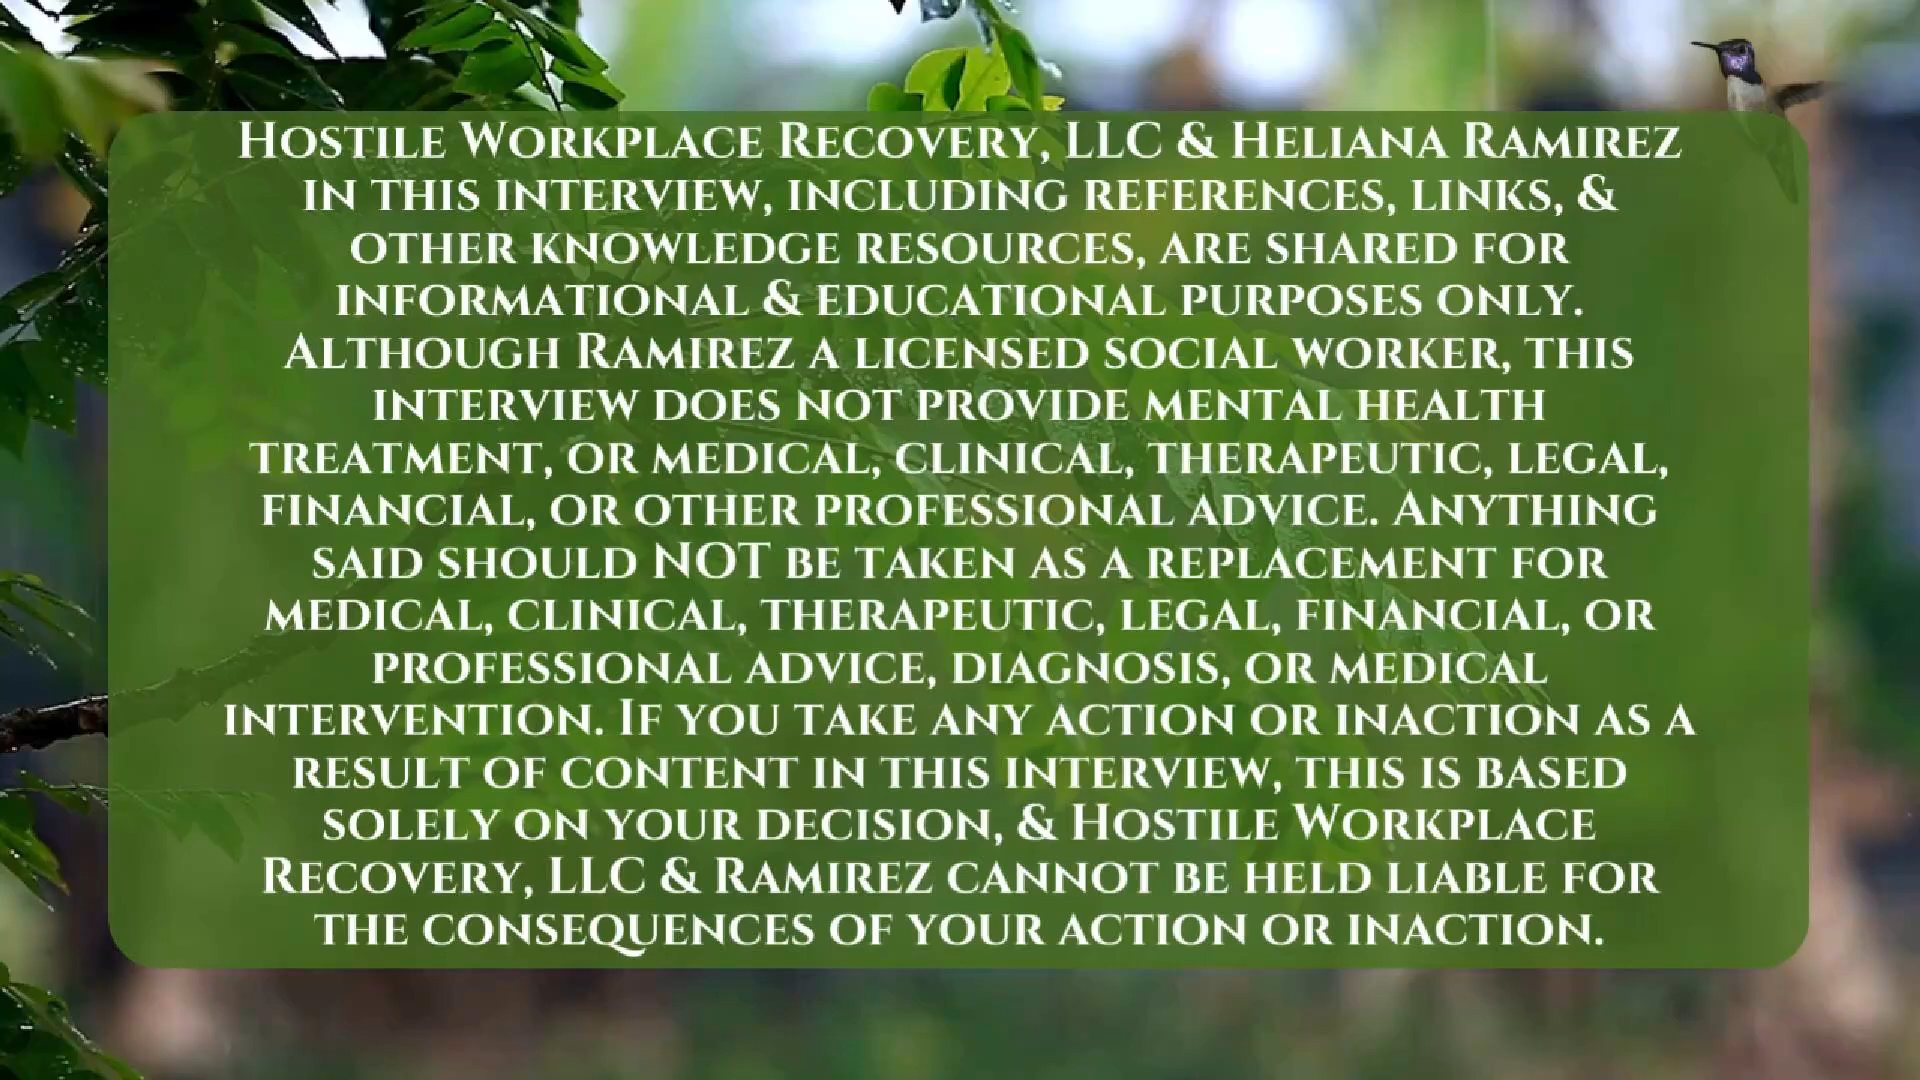 Hostile Workplace Recovery, LLC & Heliana Ramirez
in this interview, including references, links, &
other knowledge resources, are shared for
informational & educational purposes only.
Although Ramirez a licensed social worker, this
interview does not provide mental health
treatment, or medical, clinical, therapeutic, legal,
financial, or other professional advice. Anything
said should NOT be taken as a replacement for
medical, clinical, therapeutic, legal, financial, or
professional advice, diagnosis, or medical
intervention. If you take any action or inaction as a
result of content in this interview, this is based
solely on your decision, & Hostile Workplace
Recovery, LLC & Ramirez cannot be held liable for
the consequences of your action or inaction.